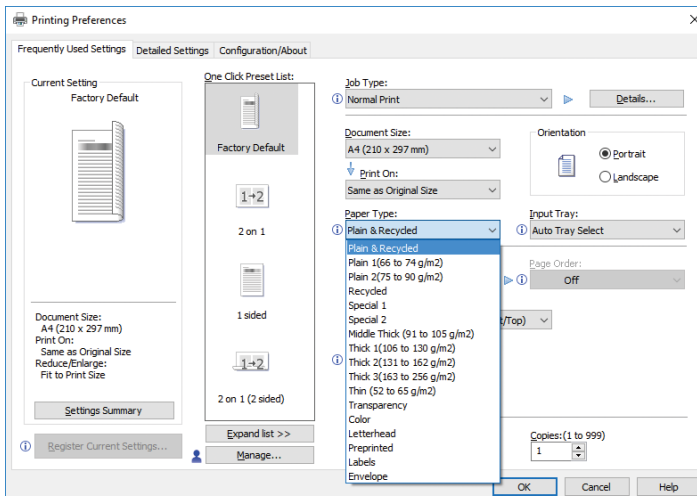 Printing Preferences
Frequently Used Settings
Detailed Settings
Configuration/About
Current Setting
Factory Default
Document Size:
A4 (210 x 297 mm)
Print On:
Same as Original Size
Reduce/Enlarge:
Fit to Print Size
Settings Summary
Register Current Settings...
One Click Preset List:
Factory Default
1→2
2 on 1
1 sided
1→2
2 on 1 (2 sided)
Expand list >>
Manage...
Job Type:
Normal Print
Details...
Document Size:
A4 (210 x 297 mm)
Print On:
Same as Original Size
Orientation
Portrait
Landscape
Paper Type:
Plain & Recycled
Input Tray:
Auto Tray Select
Plain & Recycled
Plain 1(66 to 74 g/m2)
Plain 2(75 to 90 g/m2)
Recycled
Special 1
Special 2
Middle Thick (91 to 105 g/m2)
Thick 1(106 to 130 g/m2)
Thick 2(131 to 162 g/m2)
Thick 3(163 to 256 g/m2)
Thin (52 to 65 g/m2)
Transparency
Color
Letterhead
Preprinted
Labels
Envelope
Page Order:
Off
t/Top)
Copies:(1 to 999)
1
OK
Cancel
Help